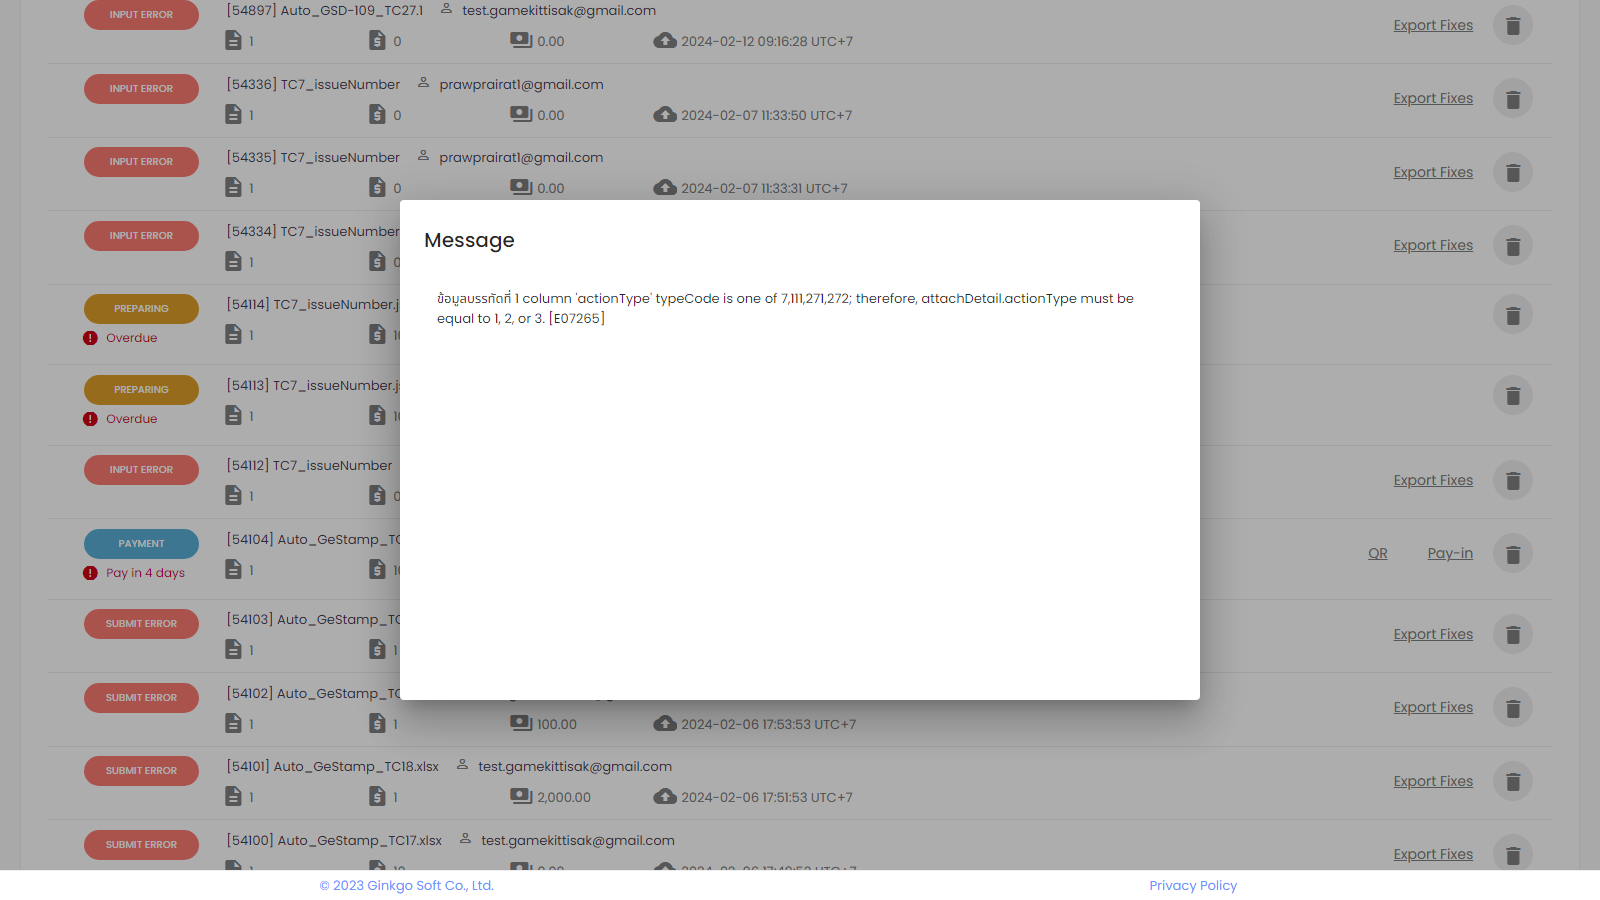 INPUT ERROR [54897] Auto_GSD-109_TC27.1 test.gamekittisak@gmail.com Export Fixes
1 0 0.00 2024-02-12 09:16:28 UTC+7
INPUT ERROR [54336] TC7_issueNumber prawprairat1@gmail.com Export Fixes
1 0 0.00 2024-02-07 11:33:50 UTC+7
INPUT ERROR [54335] TC7_issueNumber prawprairat1@gmail.com Export Fixes
1 0 0.00 2024-02-07 11:33:31 UTC+7
INPUT ERROR [54334] TC7_issueNumber Export Fixes
1 0
Message
ข้อมูลบรรทัดที่ 1 column 'actionType' typeCode is one of 7,111,271,272; therefore, attachDetail.actionType must be
equal to 1, 2, or 3. [E07265]
PREPARING [54114] TC7_issueNumber.j
Overdue 1
PREPARING [54113] TC7_issueNumber.j
Overdue 1
INPUT ERROR [54112] TC7_issueNumber Export Fixes
1 0
PAYMENT [54104] Auto_GeStamp_TC QR Pay-in
Pay in 4 days 1
SUBMIT ERROR [54103] Auto_GeStamp_TC Export Fixes
1 1
SUBMIT ERROR [54102] Auto_GeStamp_TC Export Fixes
1 1 100.00 2024-02-06 17:53:53 UTC+7
SUBMIT ERROR [54101] Auto_GeStamp_TC18.xlsx test.gamekittisak@gmail.com Export Fixes
1 1 2,000.00 2024-02-06 17:51:53 UTC+7
SUBMIT ERROR [54100] Auto_GeStamp_TC17.xlsx test.gamekittisak@gmail.com Export Fixes
© 2023 Ginkgo Soft Co., Ltd. Privacy Policy